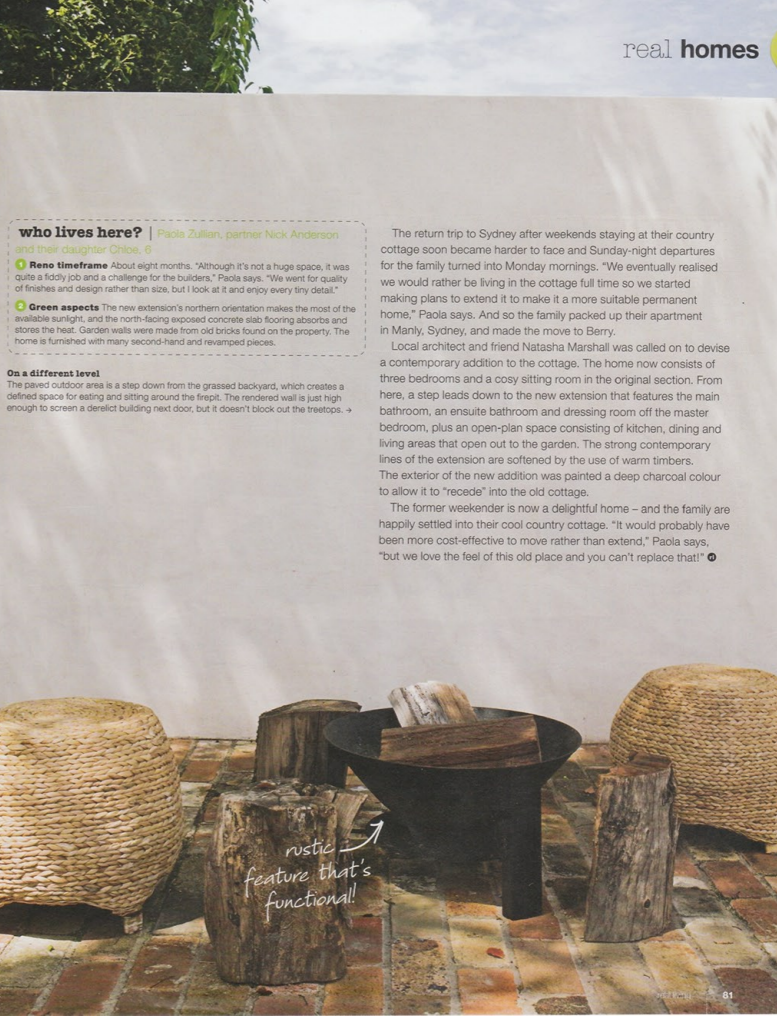 real homes
who lives here? | Paola Zullian, partner Nick Anderson
and their daughter Chloe, 6
1 Reno timeframe About eight months. “Although it's not a huge space, it was
quite a fiddly job and a challenge for the builders,” Paola says. “We went for quality
of finishes and design rather than size, but I look at it and enjoy every tiny detail.”
2 Green aspects The new extension's northern orientation makes the most of the
available sunlight, and the north-facing exposed concrete slab flooring absorbs and
stores the heat. Garden walls were made from old bricks found on the property. The
home is furnished with many second-hand and revamped pieces.
On a different level
The paved outdoor area is a step down from the grassed backyard, which creates a
defined space for eating and sitting around the firepit. The rendered wall is just high
enough to screen a derelict building next door, but it doesn't block out the treetops. →
The return trip to Sydney after weekends staying at their country
cottage soon became harder to face and Sunday-night departures
for the family turned into Monday mornings. “We eventually realised
we would rather be living in the cottage full time so we started
making plans to extend it to make it a more suitable permanent
home,” Paola says. And so the family packed up their apartment
in Manly, Sydney, and made the move to Berry.
Local architect and friend Natasha Marshall was called on to devise
a contemporary addition to the cottage. The home now consists of
three bedrooms and a cosy sitting room in the original section. From
here, a step leads down to the new extension that features the main
bathroom, an ensuite bathroom and dressing room off the master
bedroom, plus an open-plan space consisting of kitchen, dining and
living areas that open out to the garden. The strong contemporary
lines of the extension are softened by the use of warm timbers.
The exterior of the new addition was painted a deep charcoal colour
to allow it to “recede” into the old cottage.
The former weekender is now a delightful home – and the family are
happily settled into their cool country cottage. “It would probably have
been more cost-effective to move rather than extend,” Paola says,
“but we love the feel of this old place and you can't replace that!”
rustic
feature that's
functional!
81